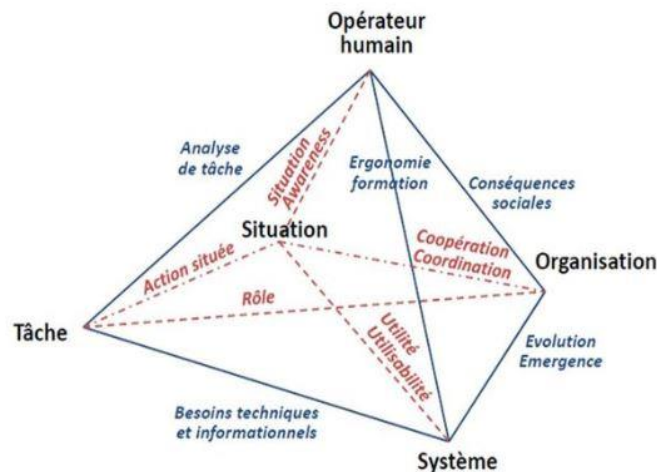 Opérateur
humain
Analyse
de tâche
Situation
Awareness
Ergonomie
formation
Conséquences
sociales
Situation
Coopération
Coordination
Organisation
Action située
Rôle
Tâche
Utilité
Utilisabilité
Evolution
Emergence
Besoins techniques
et informationnels
Système